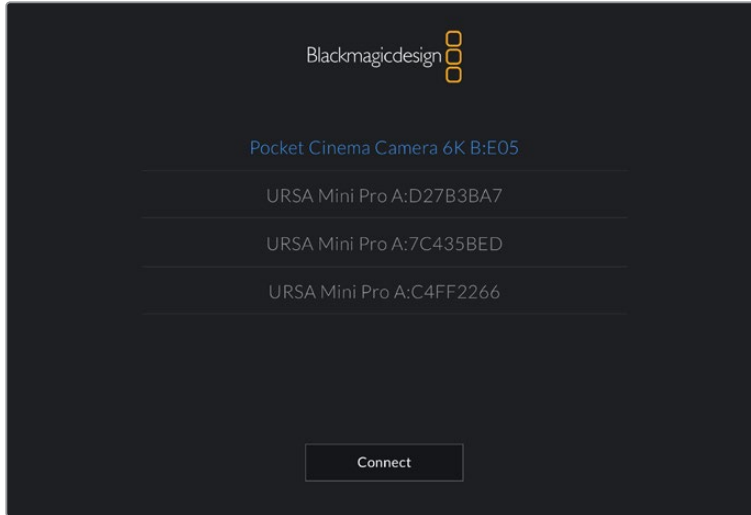 Blackmagicdesign
Pocket Cinema Camera 6K B:E05
URSA Mini Pro A:D27B3BA7
URSA Mini Pro A:7C435BED
URSA Mini Pro A:C4FF2266
Connect